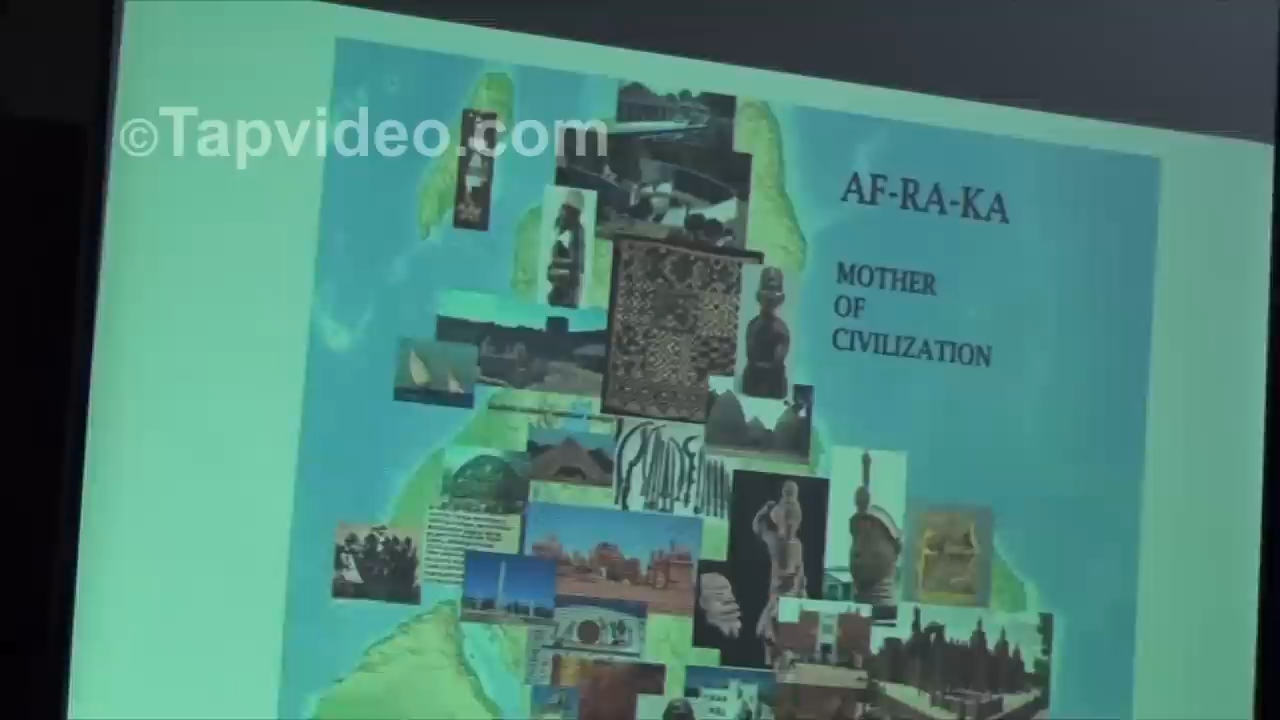 ©Tapvideo.com
AF-RA-KA
MOTHER
OF
CIVILIZATION